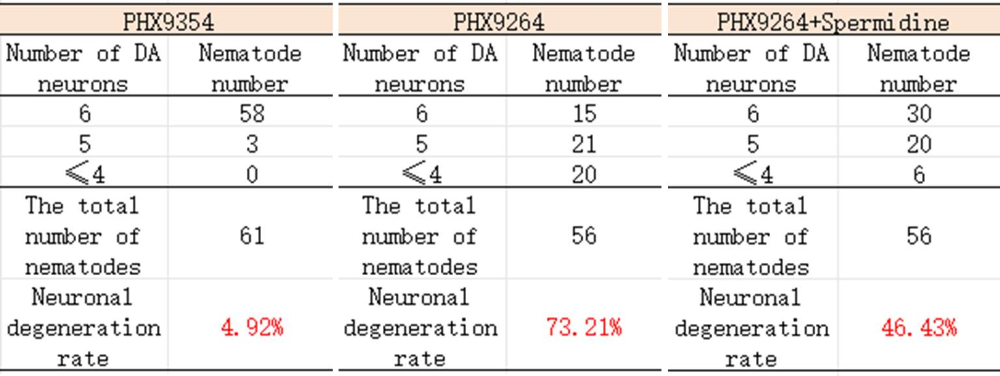 PHX9354
Number of DA
neurons
Nematode
number
6
58
5
3
⩽4
0
The total
number of
nematodes
61
Neuronal
degeneration
rate
4.92%
PHX9264
Number of DA
neurons
Nematode
number
6
15
5
21
⩽4
20
The total
number of
nematodes
56
Neuronal
degeneration
rate
73.21%
PHX9264+Spermidine
Number of DA
neurons
Nematode
number
6
30
5
20
⩽4
6
The total
number of
nematodes
56
Neuronal
degeneration
rate
46.43%